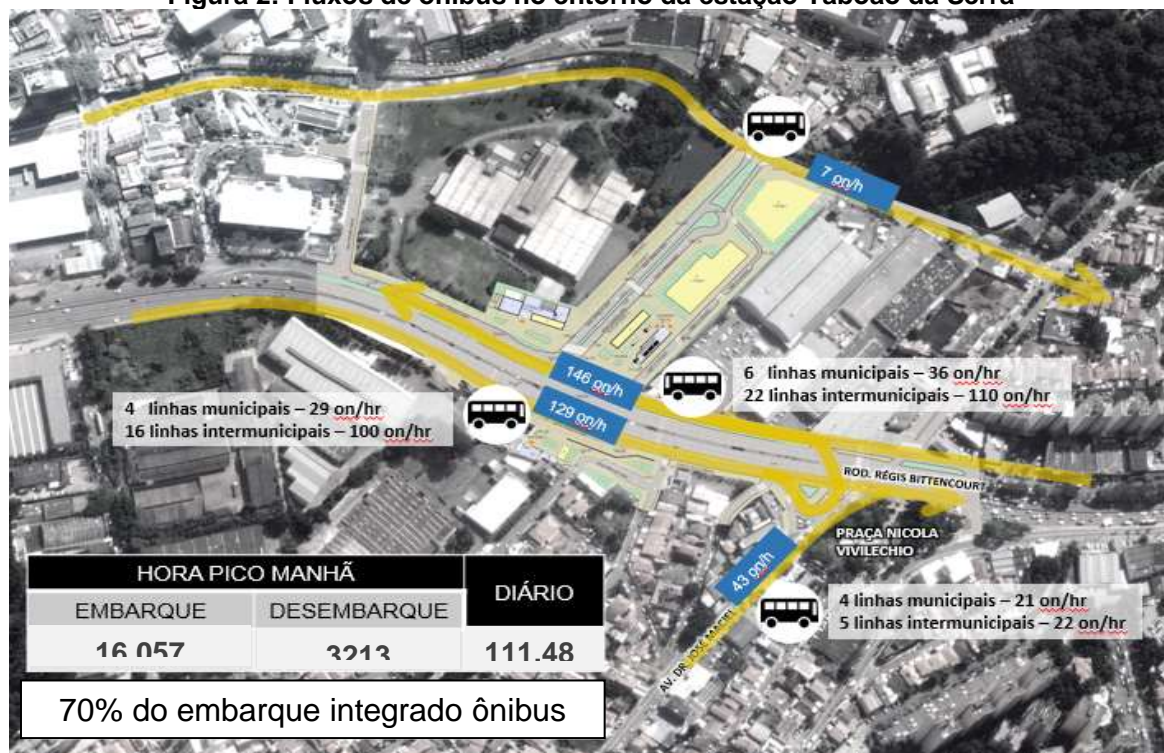 Figura 2: Fluxos de ônibus no entorno da estação Taboão da Serra
7 on/h
146 on/h
129 on/h
6 linhas municipais – 36 on/hr
22 linhas intermunicipais – 110 on/hr
4 linhas municipais – 29 on/hr
16 linhas intermunicipais – 100 on/hr
ROD. RÉGIS BITTENCOURT
PRAÇA NICOLA
VIVILECHIO
43 on/h
4 linhas municipais – 21 on/hr
5 linhas intermunicipais – 22 on/hr
AV. DR. JOSÉ MACIEL
HORA PICO MANHÃ
DIÁRIO
EMBARQUE
DESEMBARQUE
16.057
3213
111.48
70% do embarque integrado ônibus